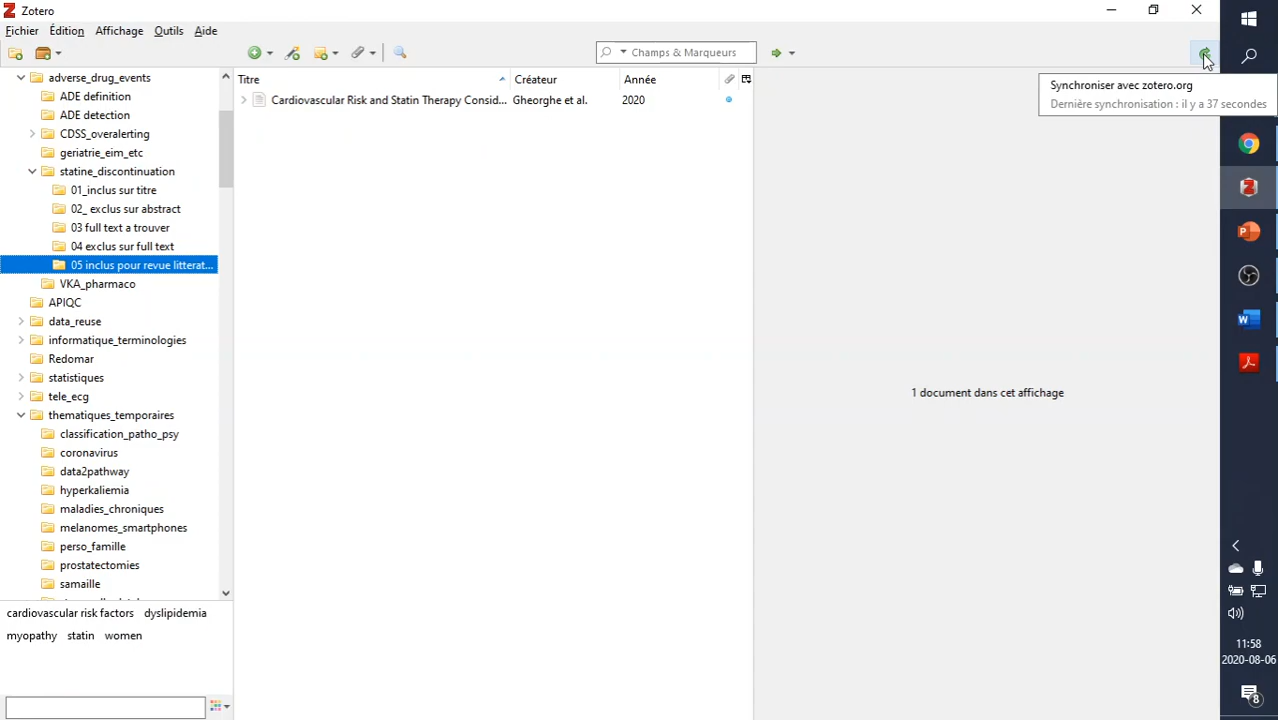 Zotero
Fichier Édition Affichage Outils Aide
Champs & Marqueurs
Synchroniser avec zotero.org
Dernière synchronisation : il y a 37 secondes
adverse_drug_events
ADE definition
ADE detection
CDSS_overalerting
geriatrie_eim_etc
statine_discontinuation
01_inclus sur titre
02_ exclus sur abstract
03 full text a trouver
04 exclus sur full text
05 inclus pour revue litterat...
VKA_pharmaco
APIQC
data_reuse
informatique_terminologies
Redomar
statistiques
tele_ecg
thematiques_temporaires
classification_patho_psy
coronavirus
data2pathway
hyperkaliemia
maladies_chroniques
melanomes_smartphones
perso_famille
prostatectomies
samaille
cardiovascular risk factors dyslipidemia
myopathy statin women
Titre Créateur Année
Cardiovascular Risk and Statin Therapy Consid... Gheorghe et al. 2020
1 document dans cet affichage
11:58
2020-08-06
8